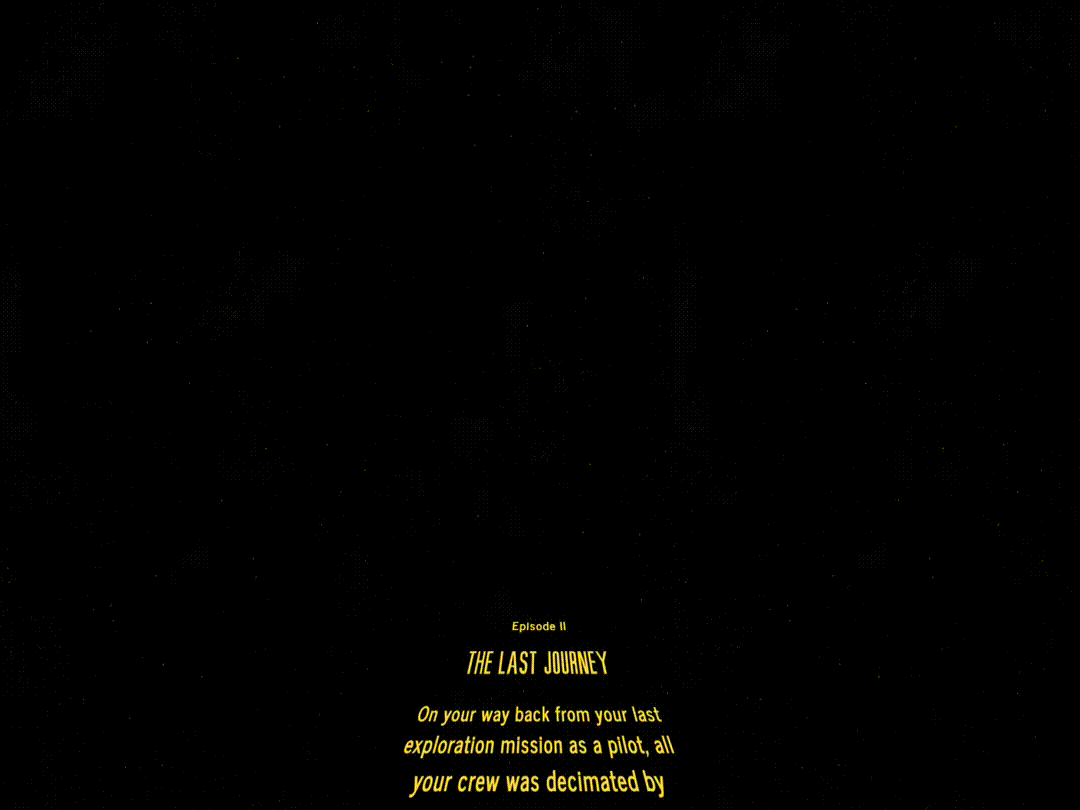 Episode II
THE LAST JOURNEY
On your way back from your last
exploration mission as a pilot, all
your crew was decimated by